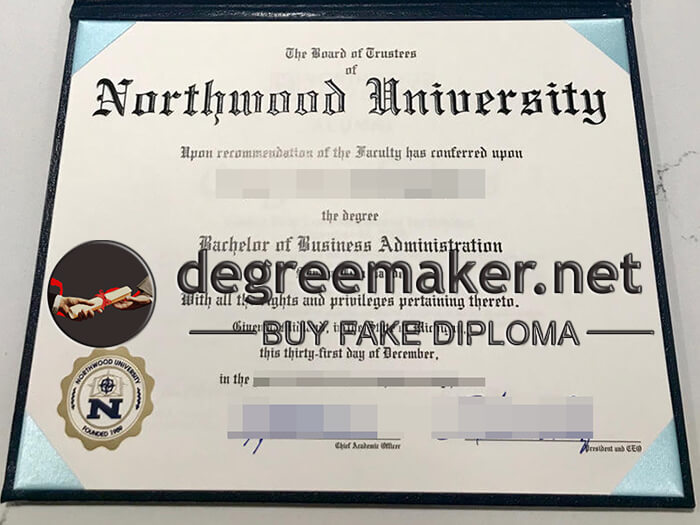 The Board of Trustees
of
Northwood University
Upon recommendation of the Faculty has conferred upon
the degree
Bachelor of Business Administration
degreemaker.net
With all the rights and privileges pertaining thereto.
BUY FAKE DIPLOMA
this thirty-first day of December,
in the
NORTHWOOD UNIVERSITY
N
FOUNDED 1959
Chief Academic Officer
President and CEO